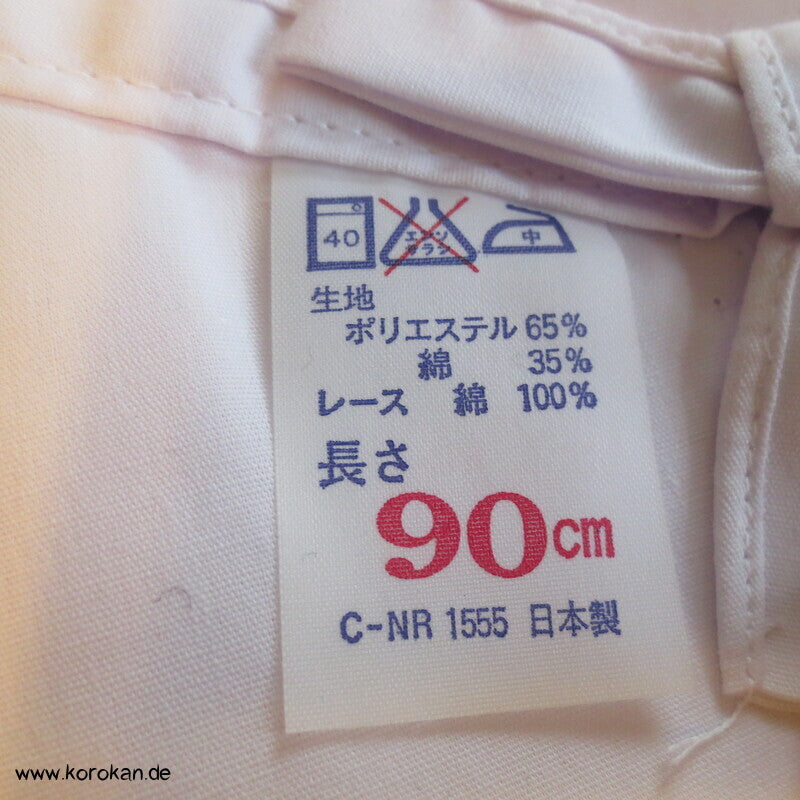 40 エンソサラシ 中
生地
ポリエステル 65%
綿 35%
レース 綿 100%
長さ
90cm
C-NR 1555 日本製
www.korokan.de